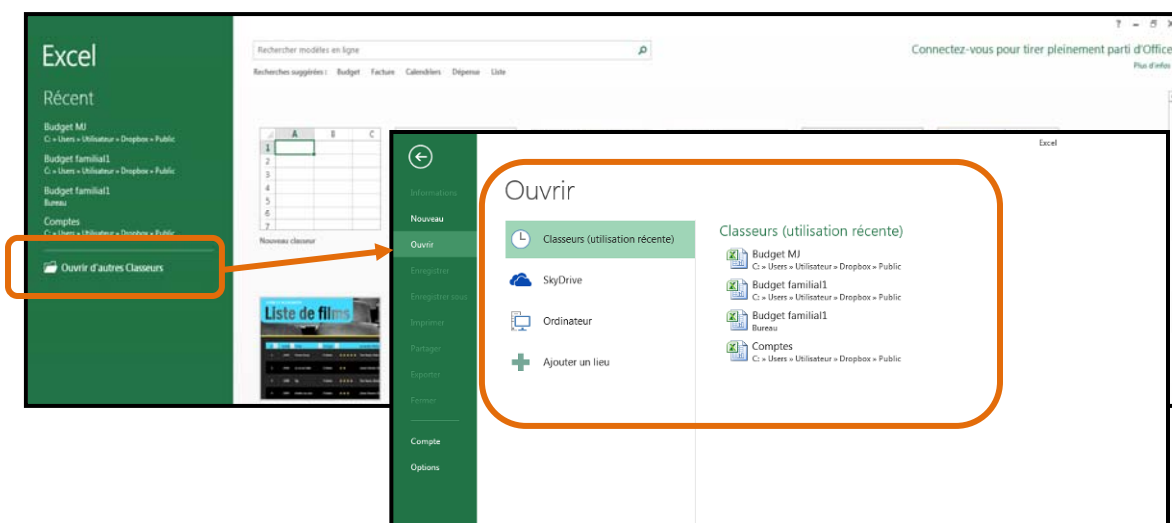 Excel
Rechercher modèles en ligne
Recherches suggérées : Budget Facture Calendriers Dépense Liste
Connectez-vous pour tirer pleinement parti d'Office
Plus d'infos
Récent
Budget MJ
C: » Users » Utilisateur » Dropbox » Public
Budget familial1
C: » Users » Utilisateur » Dropbox » Public
Budget familial1
Bureau
Comptes
C: » Users » Utilisateur » Dropbox » Public
Ouvrir d'autres Classeurs
A B C
1
2
3
4
5
6
7
Nouveau classeur
Liste de films
Excel
Informations
Nouveau
Ouvrir
Enregistrer
Enregistrer sous
Imprimer
Partager
Exporter
Fermer
Compte
Options
Ouvrir
Classeurs (utilisation récente)
SkyDrive
Ordinateur
Ajouter un lieu
Classeurs (utilisation récente)
Budget MJ
C: » Users » Utilisateur » Dropbox » Public
Budget familial1
C: » Users » Utilisateur » Dropbox » Public
Budget familial1
Bureau
Comptes
C: » Users » Utilisateur » Dropbox » Public